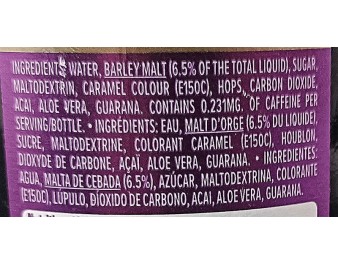 INGREDIENTS: WATER, BARLEY MALT (6.5% OF THE TOTAL LIQUID), SUGAR,
MALTODEXTRIN, CARAMEL COLOUR (E150C), HOPS, CARBON DIOXIDE,
ACAI, ALOE VERA, GUARANA. CONTAINS 0.231MG. OF CAFFEINE PER
SERVING/BOTTLE. • INGRÉDIENTS: EAU, MALT D'ORGE (6.5% DU LIQUIDE),
SUCRE, MALTODEXTRINE, COLORANT CARAMEL (E150C), HOUBLON,
DIOXYDE DE CARBONE, AÇAÏ, ALOE VERA, GUARANA. • INGREDIENTES:
AGUA, MALTA DE CEBADA (6.5%), AZÚCAR, MALTODEXTRINA, COLORANTE
(E150C), LÚPULO, DIOXIDO DE CARBONO, ACAI, ALOE VERA, GUARANA.